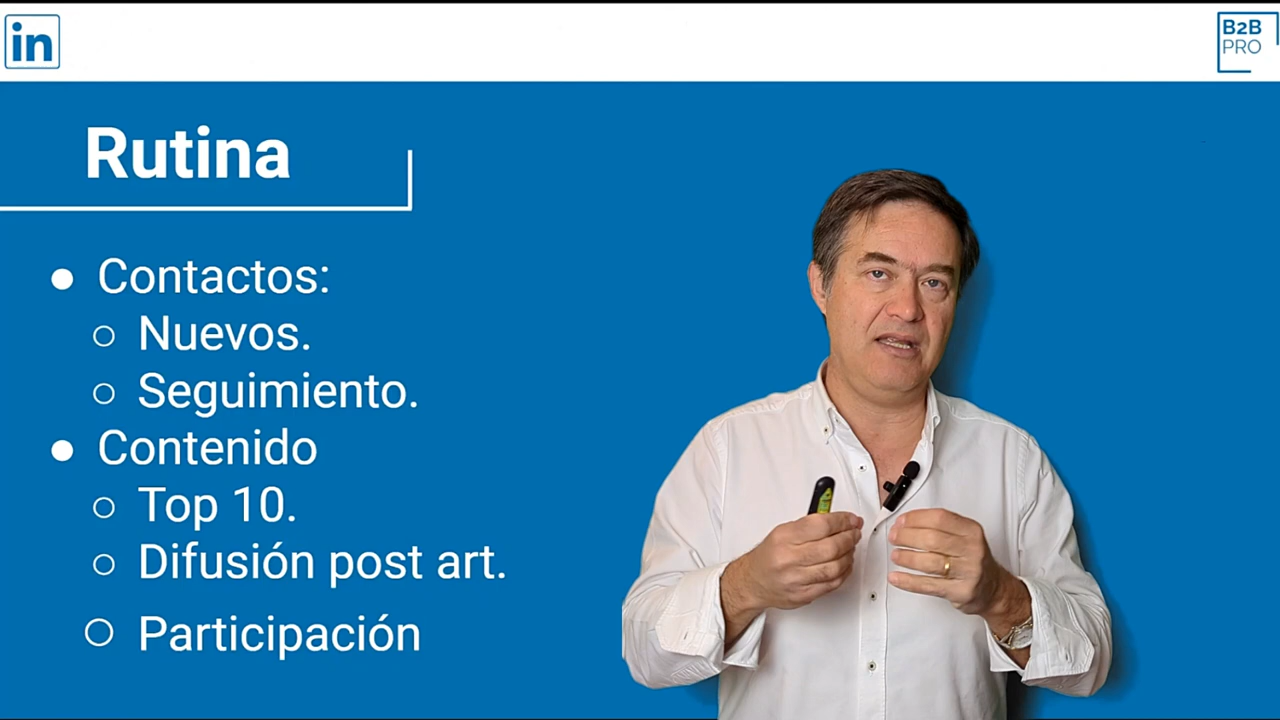 in
B2B
PRO
Rutina
Contactos:
Nuevos.
Seguimiento.
Contenido
Top 10.
Difusión post art.
Participación